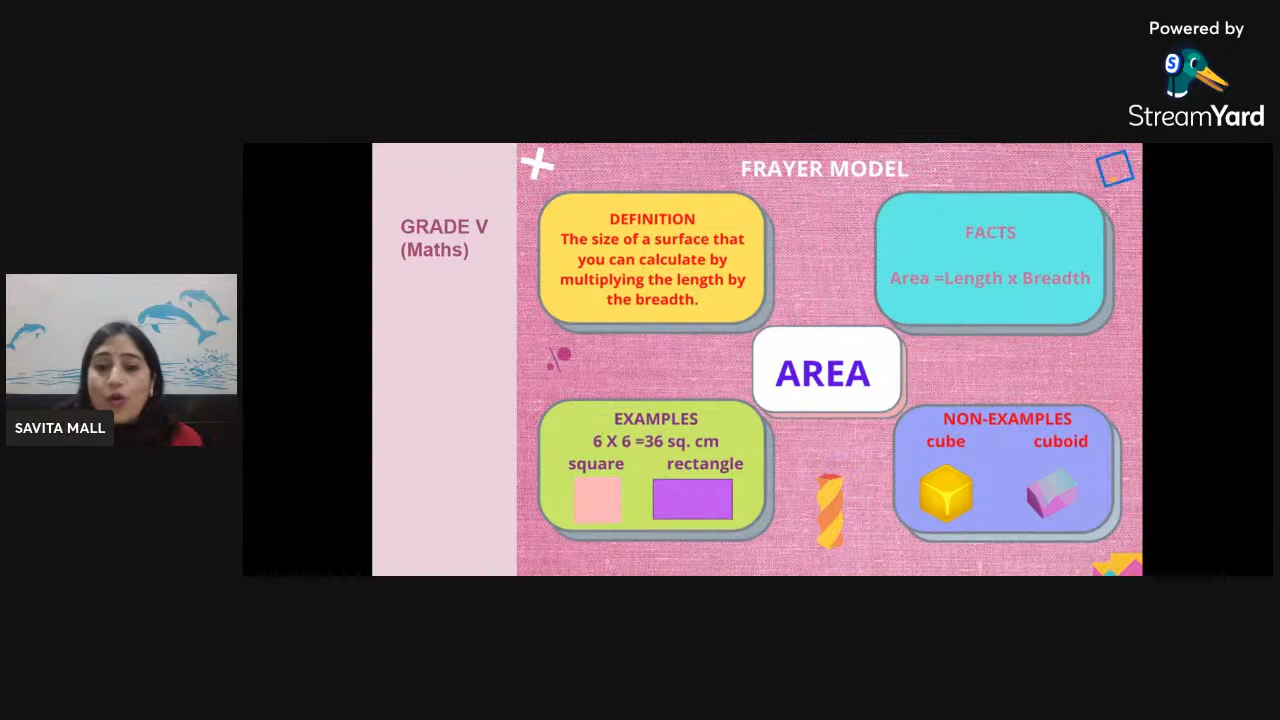 Powered by
S
StreamYard
FRAYER MODEL
GRADE V
(Maths)
DEFINITION
The size of a surface that
you can calculate by
multiplying the length by
the breadth.
FACTS
Area =Length x Breadth
AREA
EXAMPLES
6 X 6 =36 sq. cm
square rectangle
NON-EXAMPLES
cube cuboid
SAVITA MALL